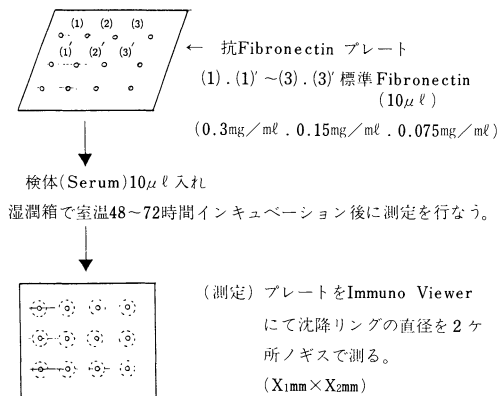 (1) (2) (3)
(1)′ (2)′ (3)′
← 抗Fibronectin プレート
(1).(1)′～(3).(3)′標準Fibronectin
(10μℓ)
(0.3mg／mℓ．0.15mg／mℓ．0.075mg／mℓ)
検体(Serum)10μℓ入れ
湿潤箱で室温48～72時間インキュベーション後に測定を行なう。
(測定) プレートをImmuno Viewer
にて沈降リングの直径を2ケ
所ノギスで測る。
(X₁mm×X₂mm)